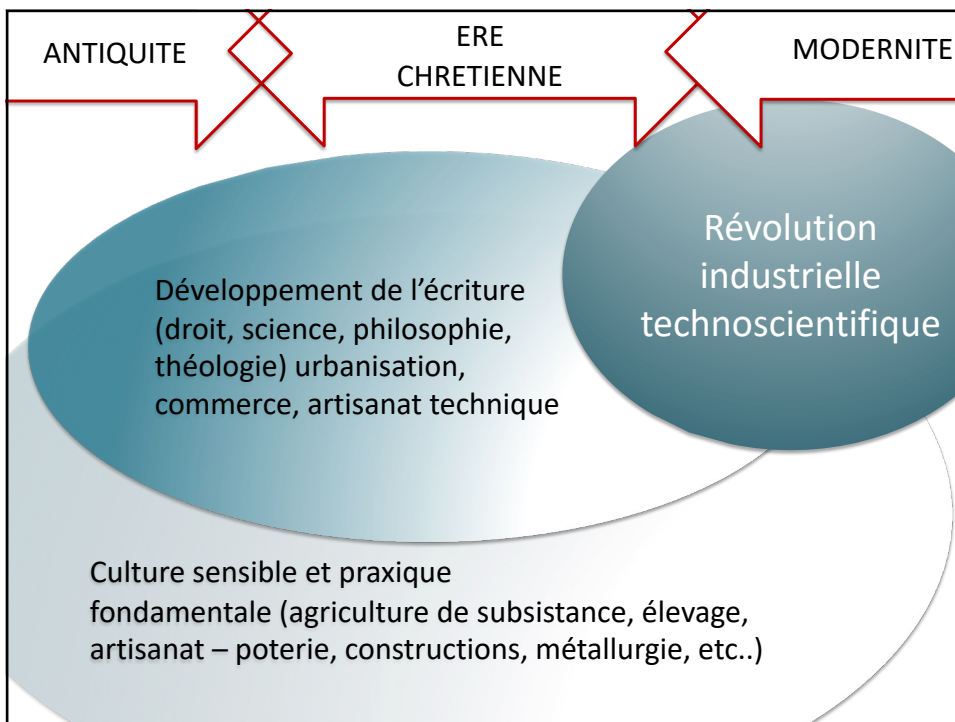 ANTIQUITE
ERE
CHRETIENNE
MODERNITE
Révolution
industrielle
technoscientifique
Développement de l’écriture
(droit, science, philosophie,
théologie) urbanisation,
commerce, artisanat technique
Culture sensible et praxique
fondamentale (agriculture de subsistance, élevage,
artisanat – poterie, constructions, métallurgie, etc..)